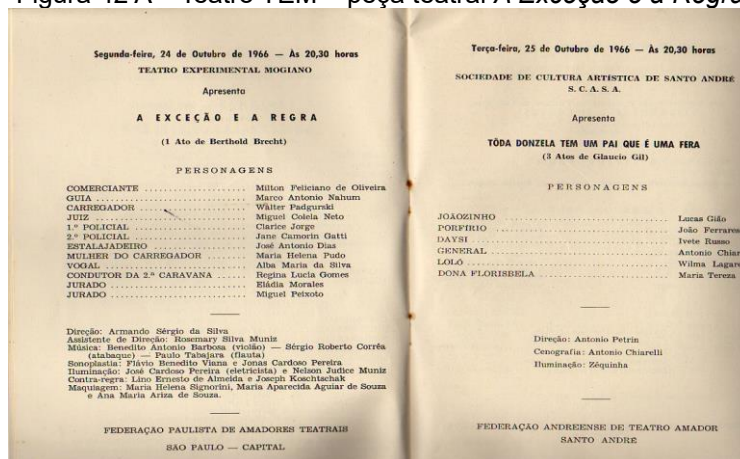 Figura 42 A – Teatro TEM – peça teatral A Exceção e a Regra
Segunda-feira, 24 de Outubro de 1966 — Às 20,30 horas
TEATRO EXPERIMENTAL MOGIANO
Apresenta
A EXCEÇÃO E A REGRA
(1 Ato de Berthold Brecht)
PERSONAGENS
COMERCIANTE .................... Milton Feliciano de Oliveira
GUIA .................... Marco Antonio Nahum
CARREGADOR .................... Walter Padgurski
JUIZ .................... Miguel Colela Neto
1.º POLICIAL .................... Clarice Jorge
2.º POLICIAL .................... Jane Camorin Gatti
ESTALAJADEIRO .................... José Antonio Dias
MULHER DO CARREGADOR .................... Maria Helena Pudo
VOGAL .................... Alba Maria da Silva
CONDUTOR DA 2.ª CARAVANA .................... Regina Lucia Gomes
JURADO .................... Eládia Morales
JURADO .................... Miguel Peixoto
Direção: Armando Sérgio da Silva
Assistente de Direção: Rosemary Silva Muniz
Música: Benedito Antonio Barbosa (violão) — Sérgio Roberto Corrêa
(atabaque) — Paulo Tabajara (flauta)
Sonoplastia: Flávio Benedito Viana e Jonas Cardoso Pereira
Iluminação: José Cardoso Pereira (eletricista) e Nelson Judice Muniz
Contra-regra: Lino Ernesto de Almeida e Joseph Koschtschak
Maquiagem: Maria Helena Signorini, Maria Aparecida Aguiar de Souza
e Ana Maria Ariza de Souza.
FEDERAÇÃO PAULISTA DE AMADORES TEATRAIS
SÃO PAULO — CAPITAL
Terça-feira, 25 de Outubro de 1966 — Às 20,30 horas
SOCIEDADE DE CULTURA ARTÍSTICA DE SANTO ANDRÉ
S. C. A. S. A.
Apresenta
TÔDA DONZELA TEM UM PAI QUE É UMA FERA
(3 Atos de Glaucio Gil)
PERSONAGENS
JOÃOZINHO .................... Lucas Gião
PORFIRIO .................... João Ferrares
DAYSI .................... Ivete Russo
GENERAL .................... Antonio Chiar
LOLÓ .................... Wilma Lagare
DONA FLORISBELA .................... Maria Tereza
Direção: Antonio Petrin
Cenografia: Antonio Chiarelli
Iluminação: Zéquinha
FEDERAÇÃO ANDREENSE DE TEATRO AMADOR
SANTO ANDRÉ